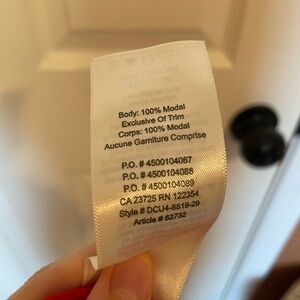 Body: 100% Modal
Exclusive Of Trim
Corps: 100% Modal
Aucune Garniture Comprise
P.O. # 4500104087
P.O. # 4500104088
P.O. # 4500104089
CA 23725 RN 122354
Style # DCU4-8819-29
Article # 62732